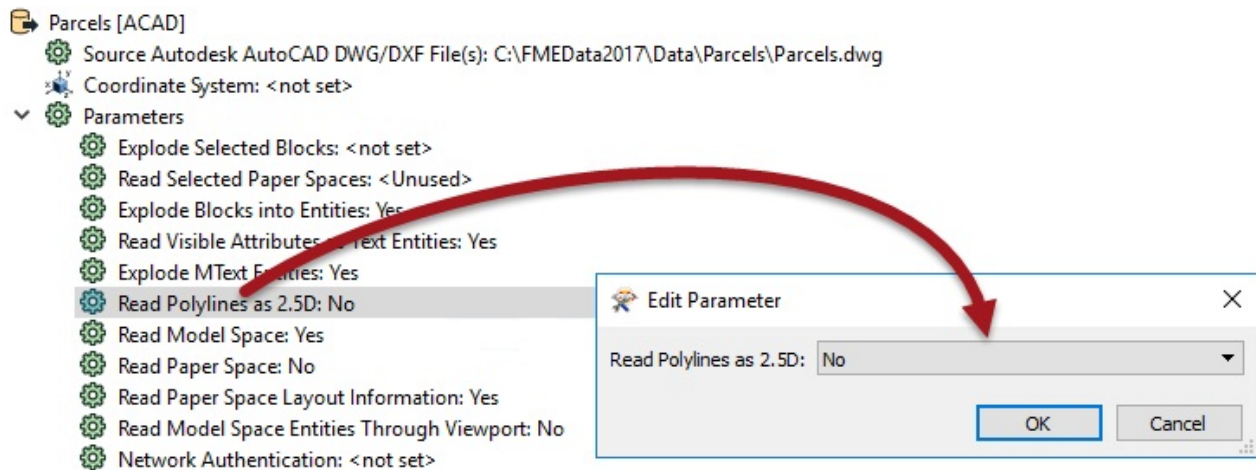 Parcels [ACAD]
Source Autodesk AutoCAD DWG/DXF File(s): C:\FMEData2017\Data\Parcels\Parcels.dwg
Coordinate System: <not set>
Parameters
Explode Selected Blocks: <not set>
Read Selected Paper Spaces: <Unused>
Explode Blocks into Entities: Yes
Read Visible Attributes as Text Entities: Yes
Explode MText Entities: Yes
Read Polylines as 2.5D: No
Read Model Space: Yes
Read Paper Space: No
Read Paper Space Layout Information: Yes
Read Model Space Entities Through Viewport: No
Network Authentication: <not set>
Edit Parameter
Read Polylines as 2.5D: No
OK Cancel